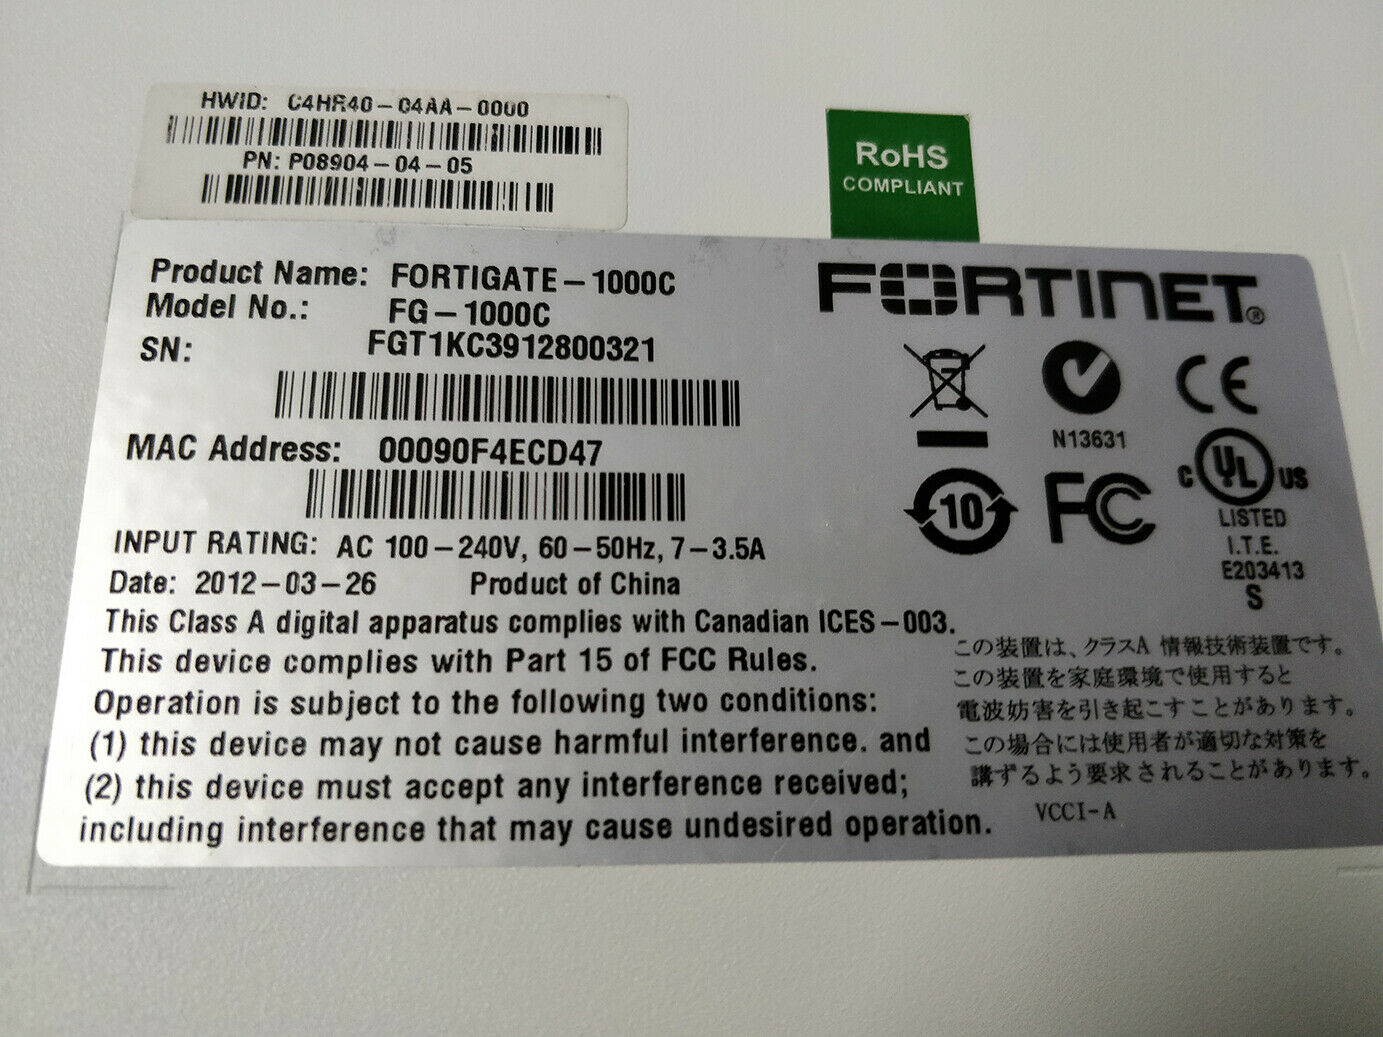 HWID: C4HR40-04AA-0000
PN: P08904-04-05
RoHS
COMPLIANT
Product Name: FORTIGATE-1000C
Model No.: FG-1000C
SN: FGT1KC3912800321
MAC Address: 00090F4ECD47
INPUT RATING: AC 100-240V, 60-50Hz, 7-3.5A
Date: 2012-03-26 Product of China
This Class A digital apparatus complies with Canadian ICES-003.
This device complies with Part 15 of FCC Rules.
Operation is subject to the following two conditions:
(1) this device may not cause harmful interference. and
(2) this device must accept any interference received;
including interference that may cause undesired operation.
FORTINET®
N13631
CE
10
FC
C UL US
LISTED
I.T.E.
E203413
S
この装置は、クラスA 情報技術装置です。
この装置を家庭環境で使用すると
電波妨害を引き起こすことがあります。
この場合には使用者が適切な対策を
講ずるよう要求されることがあります。
VCCI-A